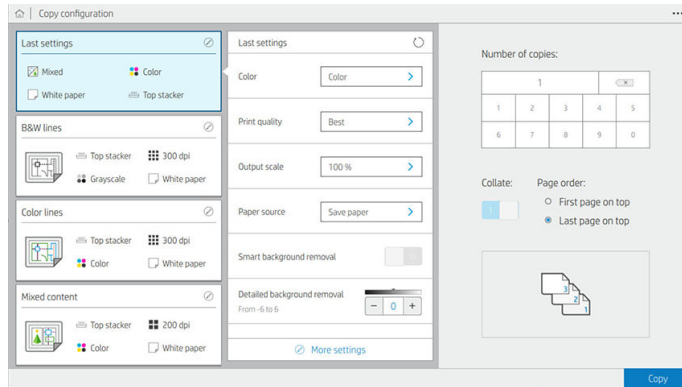 Copy configuration
Last settings
Mixed
Color
White paper
Top stacker
B&W lines
Top stacker
300 dpi
Grayscale
White paper
Color lines
Top stacker
300 dpi
Color
White paper
Mixed content
Top stacker
200 dpi
Color
White paper
Last settings
Color
Color
Print quality
Best
Output scale
100 %
Paper source
Save paper
Smart background removal
Detailed background removal
From -6 to 6
− 0 +
More settings
Number of copies:
1
1 2 3 4 5
6 7 8 9 0
Collate:
1
Page order:
First page on top
Last page on top
3
2
1
Copy